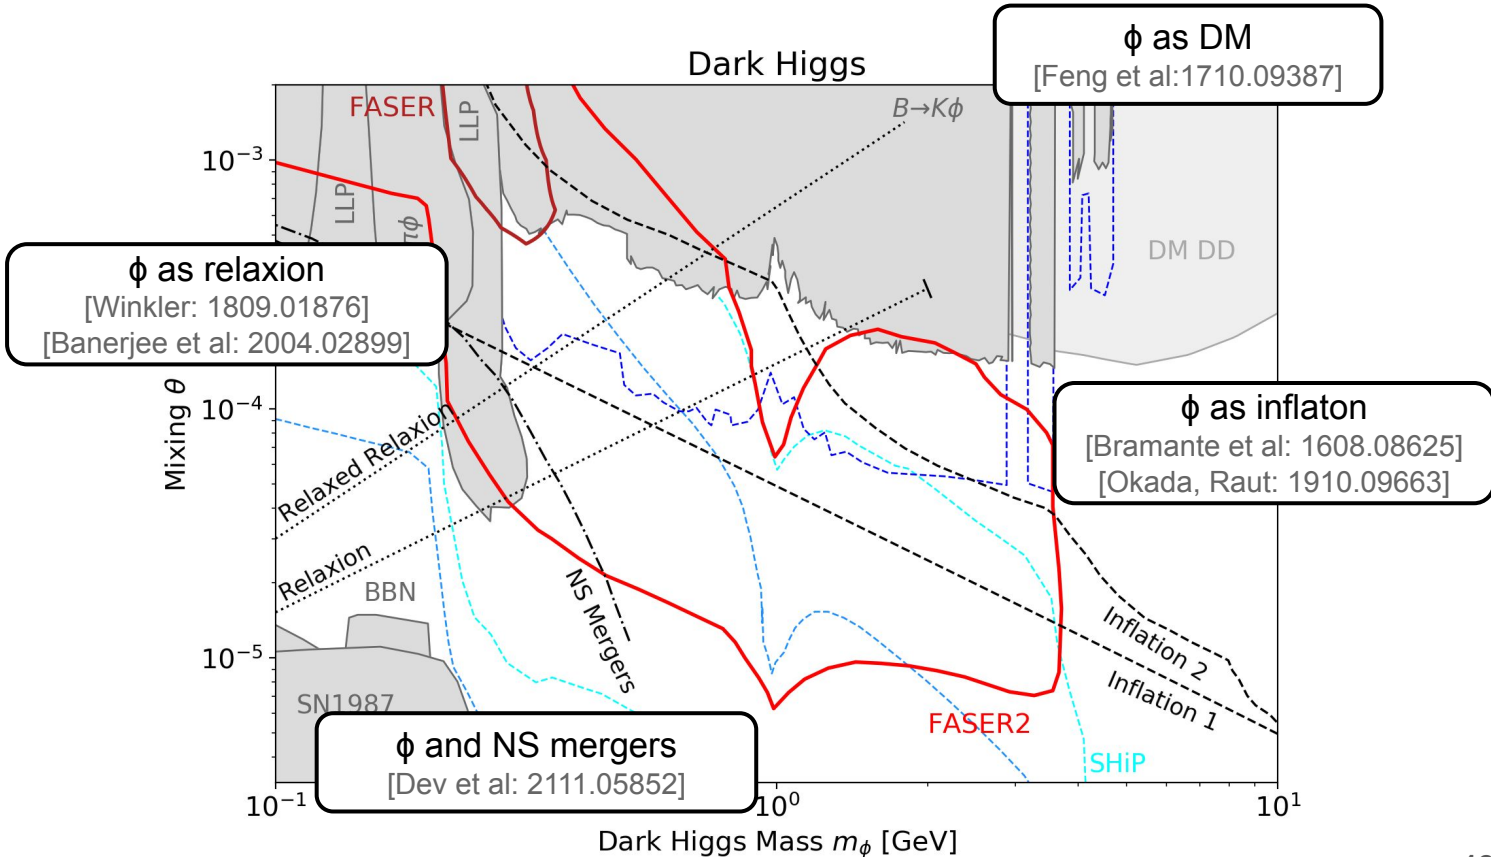 ϕ as DM
[Feng et al:1710.09387]
Dark Higgs
FASER
LLP
B→Kϕ
10⁻³
LLP
πϕ
DM DD
ϕ as relaxion
[Winkler: 1809.01876]
[Banerjee et al: 2004.02899]
Mixing θ
10⁻⁴
ϕ as inflaton
[Bramante et al: 1608.08625]
[Okada, Raut: 1910.09663]
Relaxed Relaxion
Relaxion
BBN
NS Mergers
Inflation 2
10⁻⁵
Inflation 1
SN1987
FASER2
ϕ and NS mergers
[Dev et al: 2111.05852]
SHiP
10⁻¹
10⁰
10¹
Dark Higgs Mass mϕ [GeV]